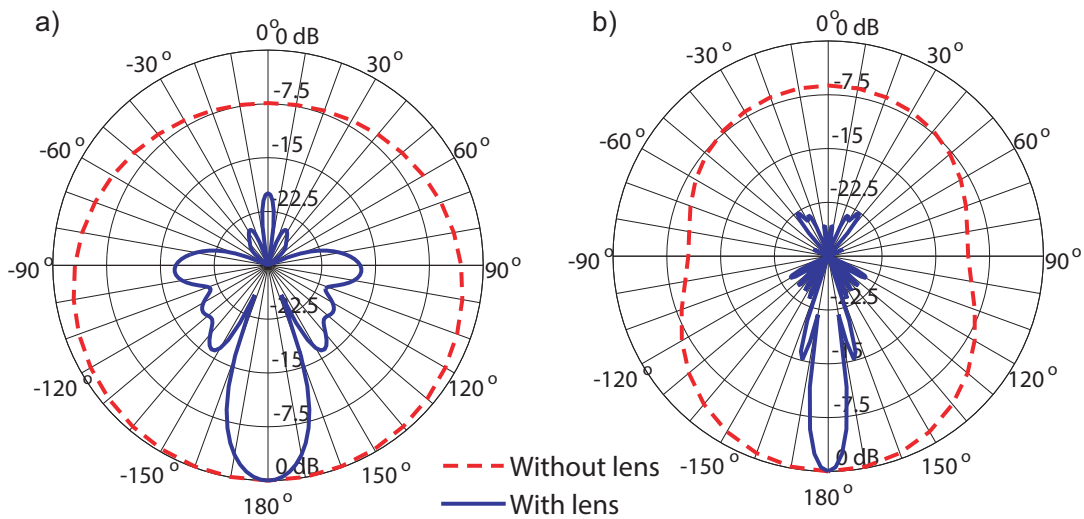 a)
0 o 0 dB
-30 o
30 o
-60 o
60 o
-90 o
90 o
-120 o
120 o
-150 o
150 o
180 o
-7.5
-15
-22.5
-22.5
-15
-7.5
0 dB
b)
0 o 0 dB
-30 o
30 o
-60 o
60 o
-90 o
90 o
-120 o
120 o
-150 o
150 o
180 o
-7.5
-15
-22.5
-22.5
-15
-7.5
0 dB
Without lens
With lens